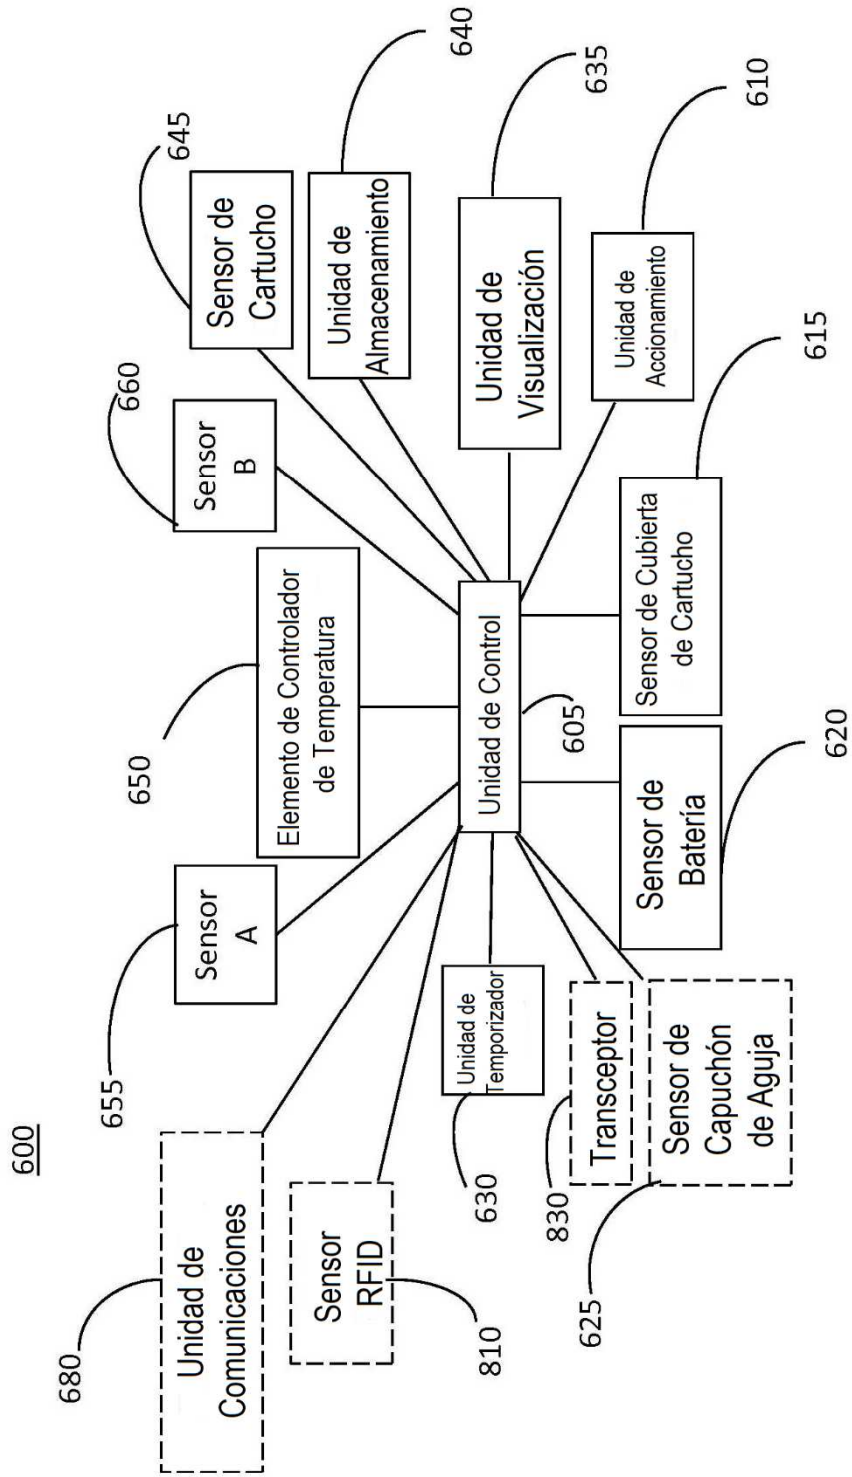 600
680
Unidad de
Comunicaciones
Sensor
RFID
810
655
Sensor
A
650
Elemento de Controlador
de Temperatura
660
Sensor
B
645
Sensor de
Cartucho
640
Unidad de
Almacenamiento
635
Unidad de
Visualización
610
Unidad de
Accionamiento
615
Sensor de Cubierta
de Cartucho
Unidad de Control
605
620
Sensor de
Batería
Unidad de
Temporizador
630
Transceptor
830
Sensor de
Capuchón
de Aguja
625